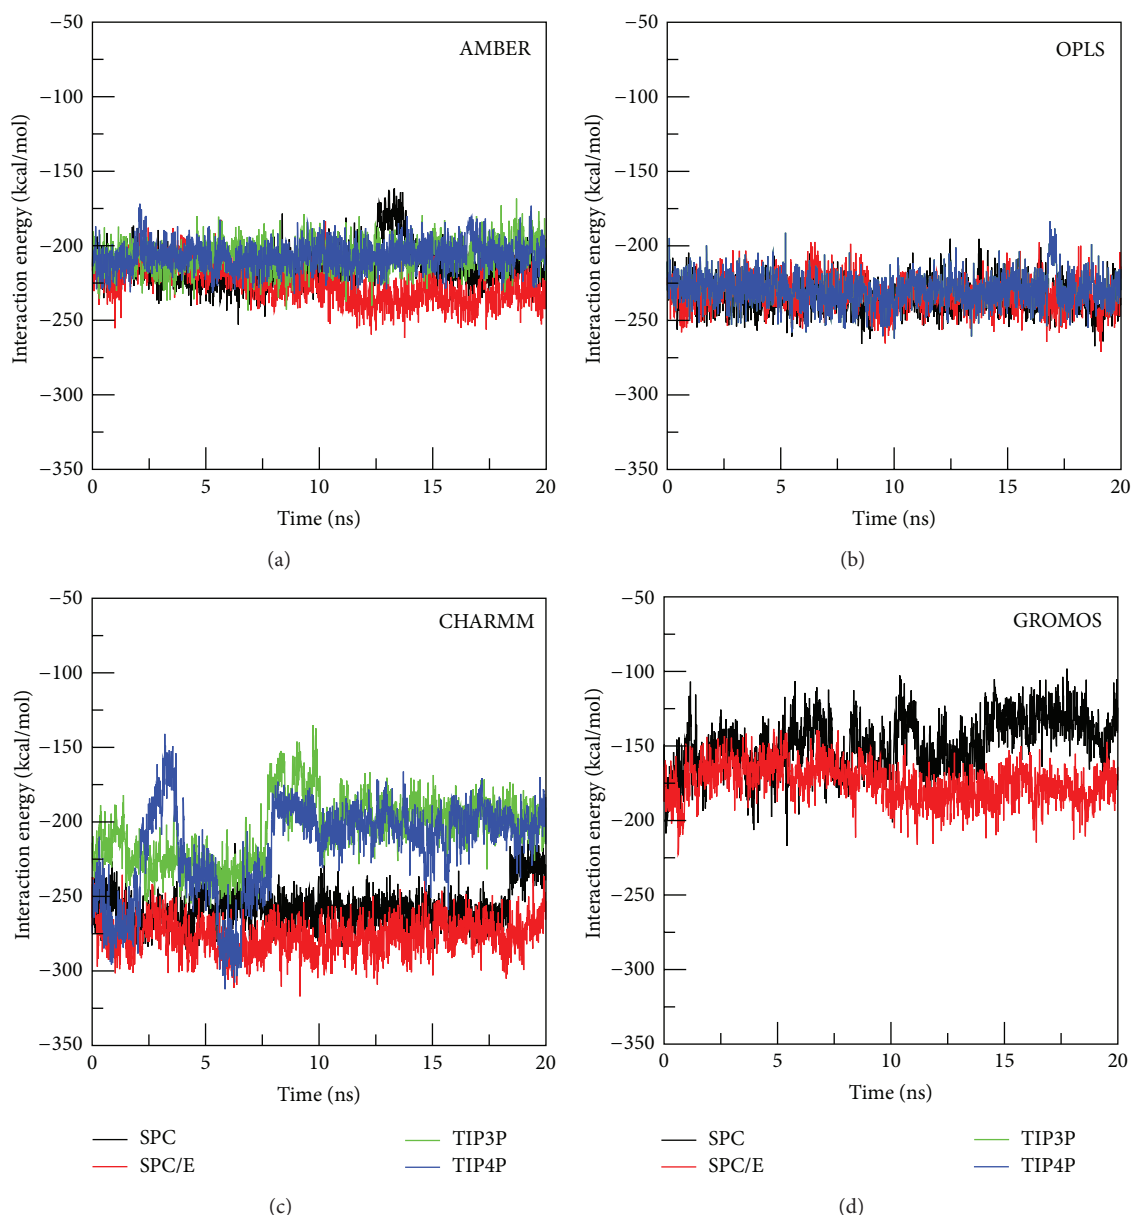 AMBER
Interaction energy (kcal/mol)
−50
−100
−150
−200
−250
−300
−350
0 5 10 15 20
Time (ns)
(a)
OPLS
Interaction energy (kcal/mol)
−50
−100
−150
−200
−250
−300
−350
0 5 10 15 20
Time (ns)
(b)
CHARMM
Interaction energy (kcal/mol)
−50
−100
−150
−200
−250
−300
−350
0 5 10 15 20
Time (ns)
SPC TIP3P
SPC/E TIP4P
(c)
GROMOS
Interaction energy (kcal/mol)
−50
−100
−150
−200
−250
−300
−350
0 5 10 15 20
Time (ns)
SPC TIP3P
SPC/E TIP4P
(d)